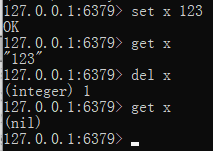 127.0.0.1:6379> set x 123
OK
127.0.0.1:6379> get x
"123"
127.0.0.1:6379> del x
(integer) 1
127.0.0.1:6379> get x
(nil)
127.0.0.1:6379>